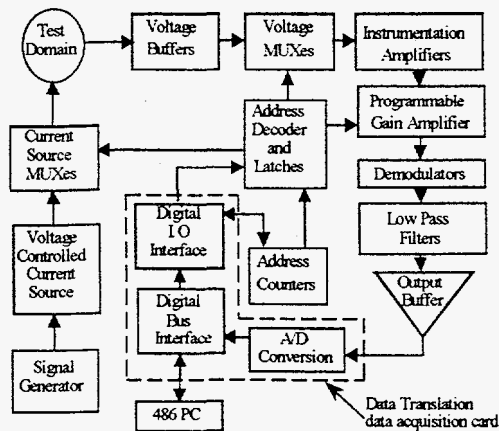 Test
Domain
Voltage
Buffers
Voltage
MUXes
Instrumentation
Amplifiers
Current
Source
MUXes
Address
Decoder
and
Latches
Programmable
Gain Amplifier
Demodulators
Voltage
Controlled
Current
Source
Digital
I/O
Interface
Address
Counters
Low Pass
Filters
Output
Buffer
Signal
Generator
Digital
Bus
Interface
A/D
Conversion
486 PC
Data Translation
data acquisition card